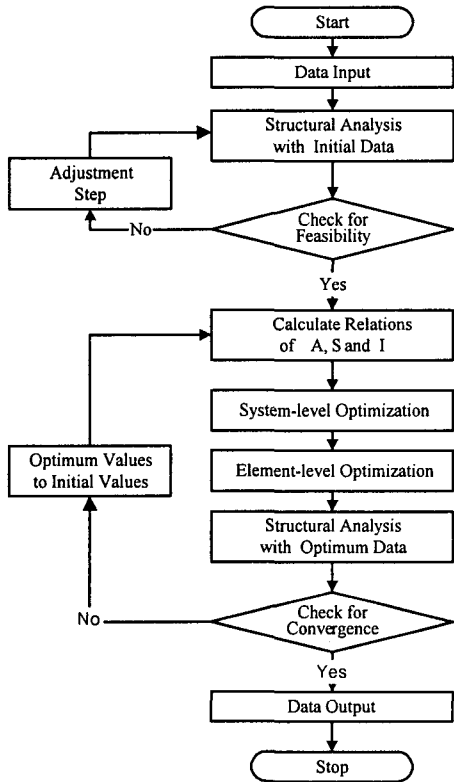 Start
Data Input
Structural Analysis
with Initial Data
Adjustment
Step
No
Check for
Feasibility
Yes
Calculate Relations
of A, S and I
System-level Optimization
Optimum Values
to Initial Values
Element-level Optimization
Structural Analysis
with Optimum Data
No
Check for
Convergence
Yes
Data Output
Stop